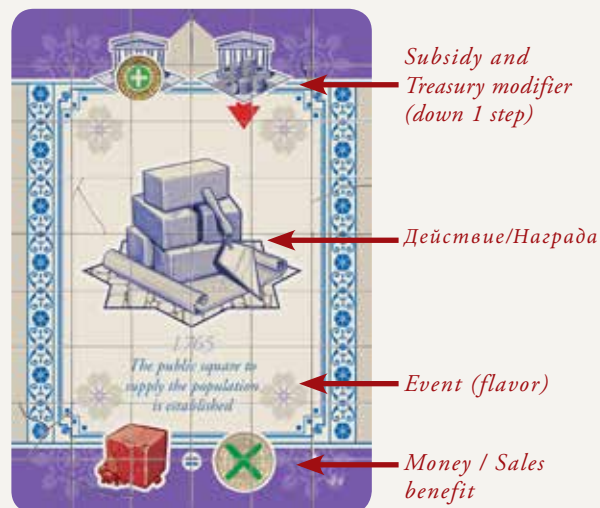 Subsidy and
Treasury modifier
(down 1 step)
Действие/Награда
1765
The public square to
supply the population
is established
Event (flavor)
Money / Sales
benefit